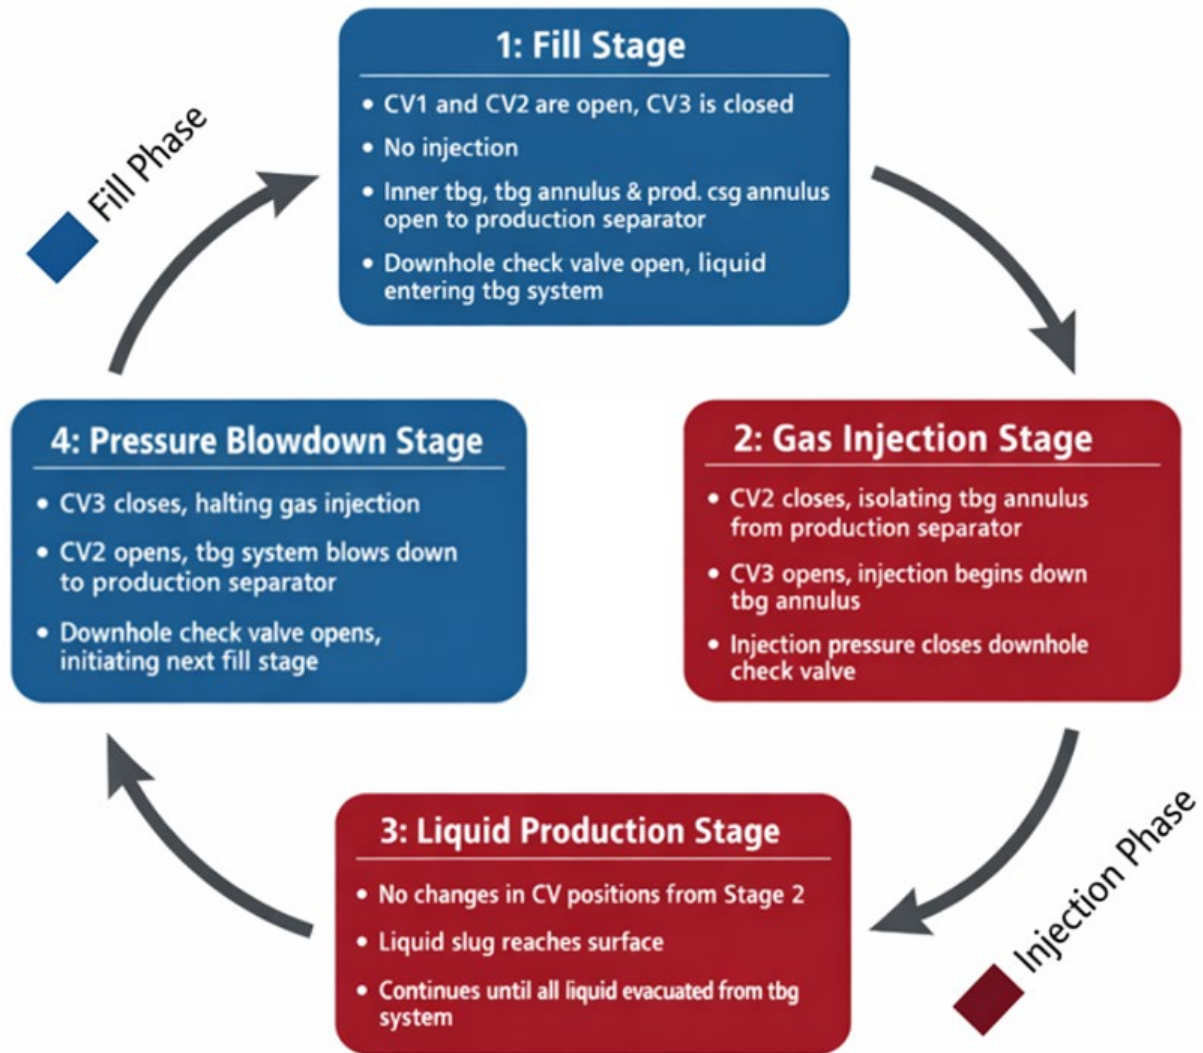 1: Fill Stage
• CV1 and CV2 are open, CV3 is closed
• No injection
• Inner tbg, tbg annulus & prod. csg annulus
open to production separator
• Downhole check valve open, liquid
entering tbg system
Fill Phase
2: Gas Injection Stage
• CV2 closes, isolating tbg annulus
from production separator
• CV3 opens, injection begins down
tbg annulus
• Injection pressure closes downhole
check valve
Injection Phase
3: Liquid Production Stage
• No changes in CV positions from Stage 2
• Liquid slug reaches surface
• Continues until all liquid evacuated from tbg
system
4: Pressure Blowdown Stage
• CV3 closes, halting gas injection
• CV2 opens, tbg system blows down
to production separator
• Downhole check valve opens,
initiating next fill stage